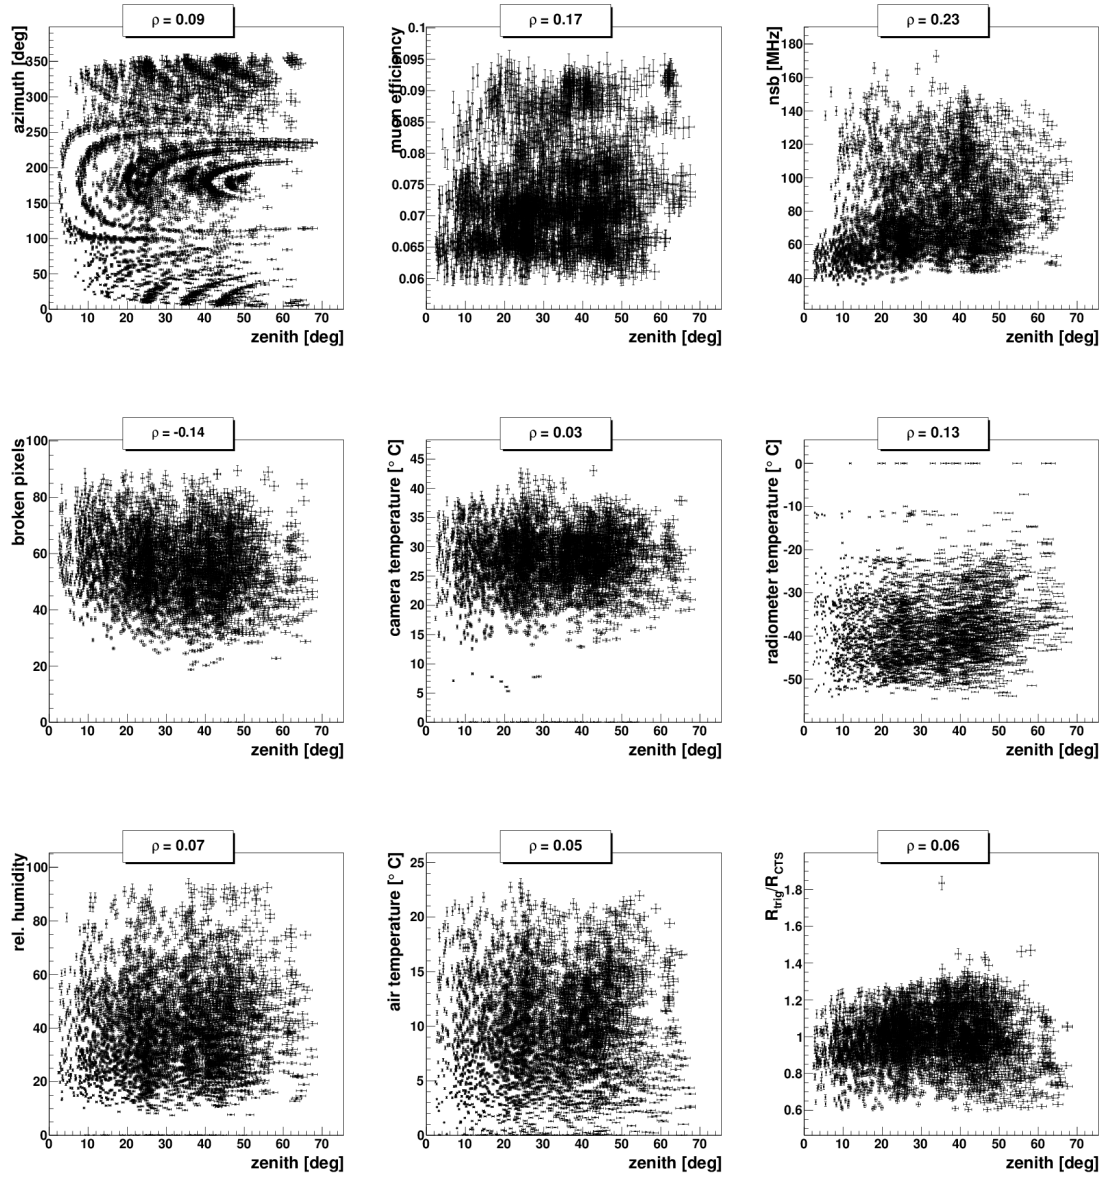 ρ = 0.09
azimuth [deg]
350
300
250
200
150
100
50
0
0 10 20 30 40 50 60 70
zenith [deg]
ρ = 0.17
muon efficiency
0.1
0.095
0.09
0.085
0.08
0.075
0.07
0.065
0.06
0 10 20 30 40 50 60 70
zenith [deg]
ρ = 0.23
nsb [MHz]
180
160
140
120
100
80
60
40
0 10 20 30 40 50 60 70
zenith [deg]
ρ = -0.14
broken pixels
100
80
60
40
20
0
0 10 20 30 40 50 60 70
zenith [deg]
ρ = 0.03
camera temperature [° C]
45
40
35
30
25
20
15
10
5
0
0 10 20 30 40 50 60 70
zenith [deg]
ρ = 0.13
radiometer temperature [° C]
0
-10
-20
-30
-40
-50
0 10 20 30 40 50 60 70
zenith [deg]
ρ = 0.07
rel. humidity
100
80
60
40
20
0
0 10 20 30 40 50 60 70
zenith [deg]
ρ = 0.05
air temperature [° C]
25
20
15
10
5
0
0 10 20 30 40 50 60 70
zenith [deg]
ρ = 0.06
R_trig/R_CTS
1.8
1.6
1.4
1.2
1
0.8
0.6
0 10 20 30 40 50 60 70
zenith [deg]